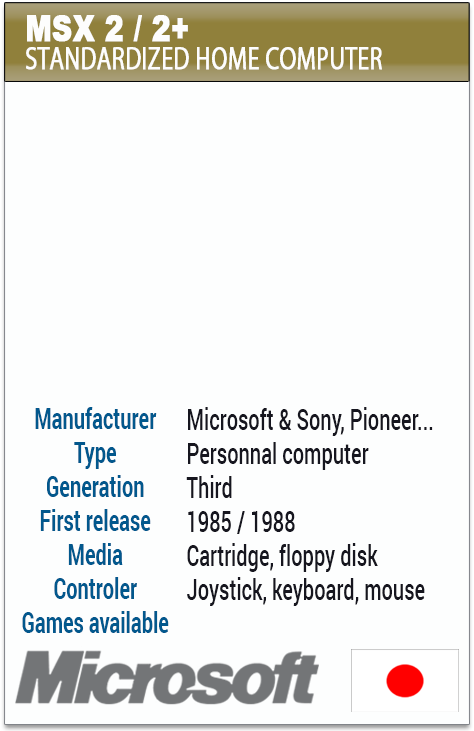 MSX 2 / 2+
STANDARDIZED HOME COMPUTER
Manufacturer Microsoft & Sony, Pioneer...
Type Personnal computer
Generation Third
First release 1985 / 1988
Media Cartridge, floppy disk
Controler Joystick, keyboard, mouse
Games available
Microsoft